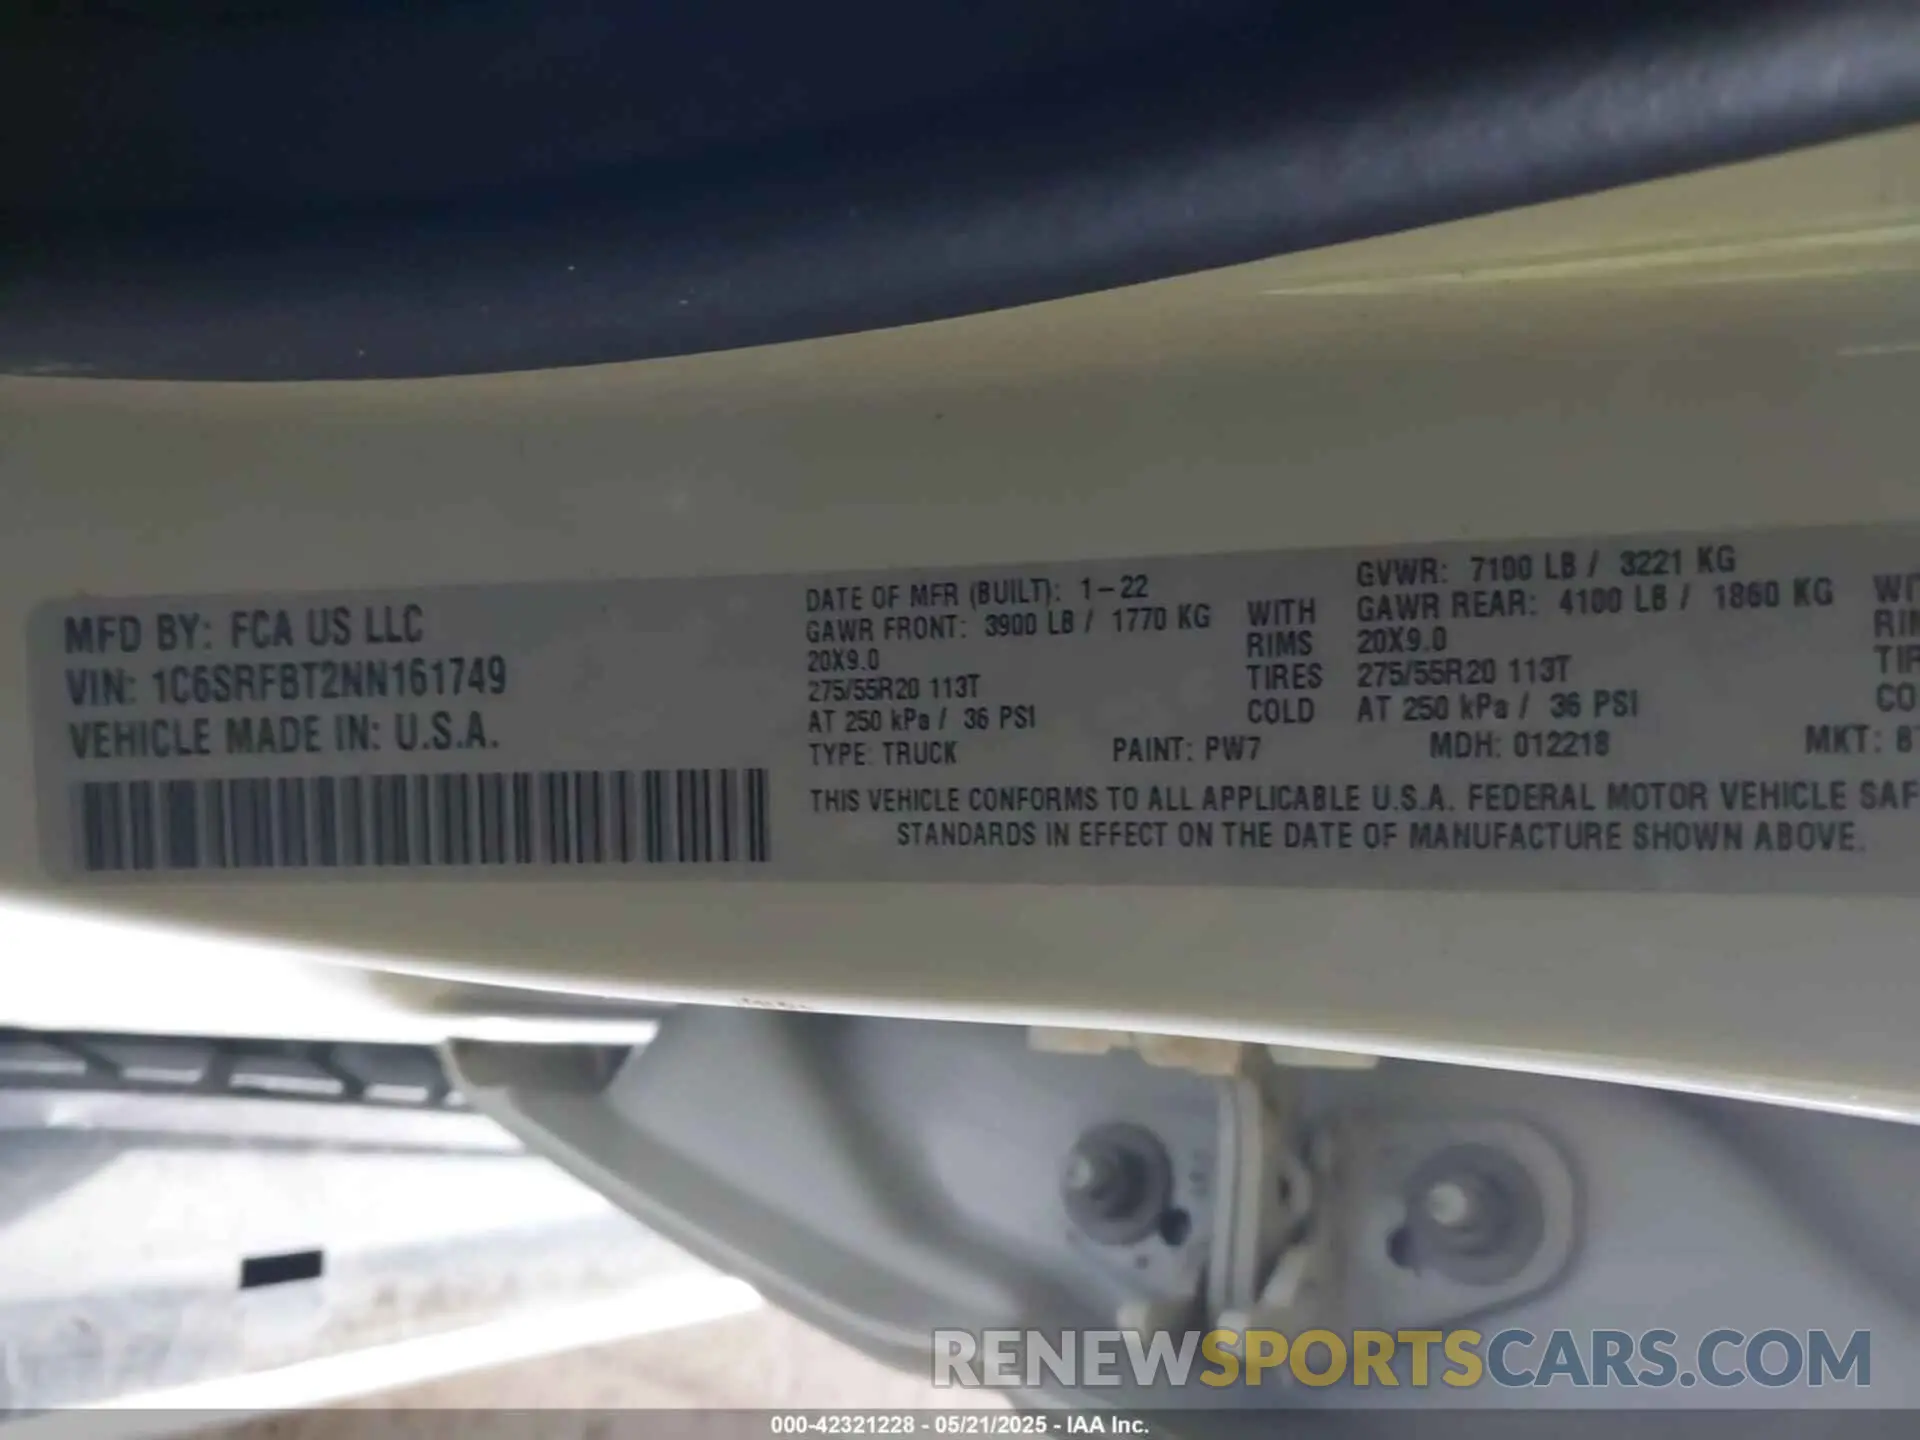 MFD BY: FCA US LLC
VIN: 1C6SRFBT2NN161749
VEHICLE MADE IN: U.S.A.
DATE OF MFR (BUILT): 1-22
GAWR FRONT: 3900 LB / 1770 KG
20X9.0
275/55R20 113T
AT 250 kPa / 36 PSI
TYPE: TRUCK
WITH
RIMS
TIRES
COLD
GVWR: 7100 LB / 3221 KG
GAWR REAR: 4100 LB / 1860 KG
20X9.0
275/55R20 113T
AT 250 kPa / 36 PSI
PAINT: PW7
MDH: 012218
MKT:
THIS VEHICLE CONFORMS TO ALL APPLICABLE U.S.A. FEDERAL MOTOR VEHICLE SAF
STANDARDS IN EFFECT ON THE DATE OF MANUFACTURE SHOWN ABOVE.
RENEWSPORTSCARS.COM
000-42321228 - 05/21/2025 - IAA Inc.